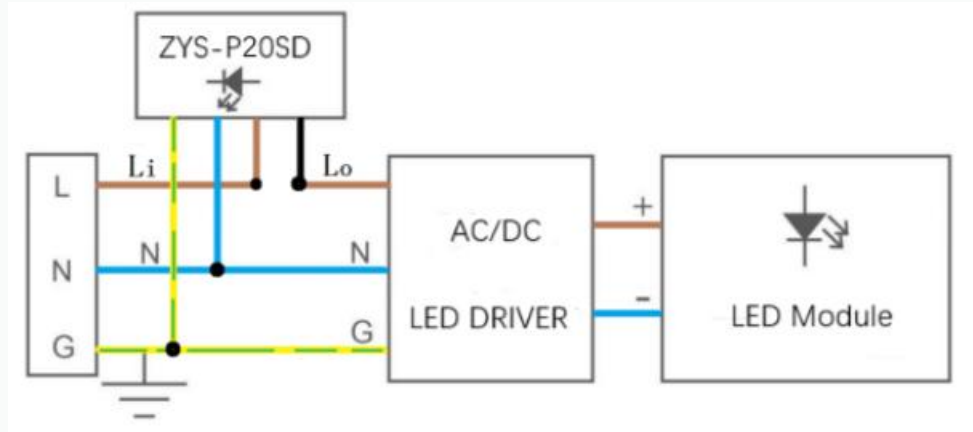 ZYS-P20SD
Li
Lo
L
N
N
N
G
G
AC/DC
LED DRIVER
+
-
LED Module